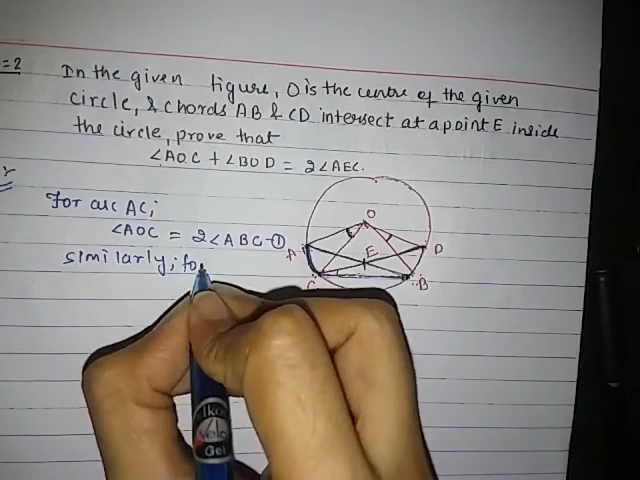 =2
In the given figure, O is the centre of the given
circle, & chords AB & CD intersect at a point E inside
the circle, prove that
∠AOC + ∠BOD = 2∠AEC.
For arc AC;
∠AOC = 2∠ABC-①
similarly; fo
O
A
E
D
C
B
Gel